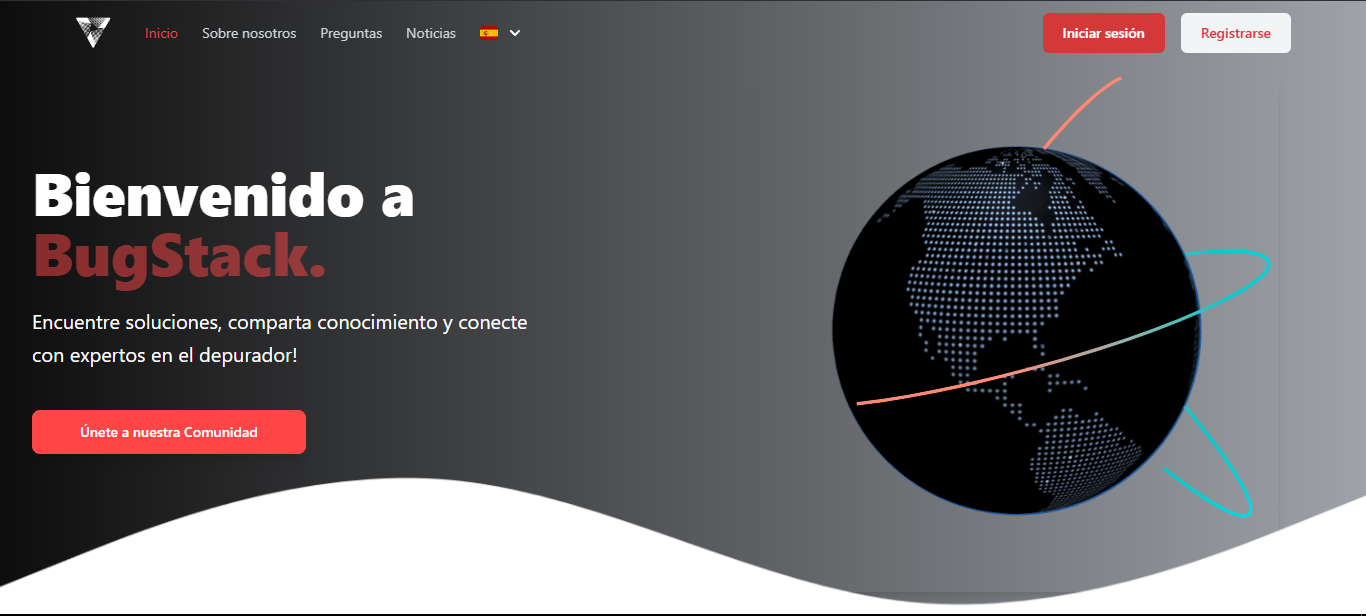 Inicio
Sobre nosotros
Preguntas
Noticias
Iniciar sesión
Registrarse
Bienvenido a
BugStack.
Encuentre soluciones, comparta conocimiento y conecte
con expertos en el depurador!
Únete a nuestra Comunidad